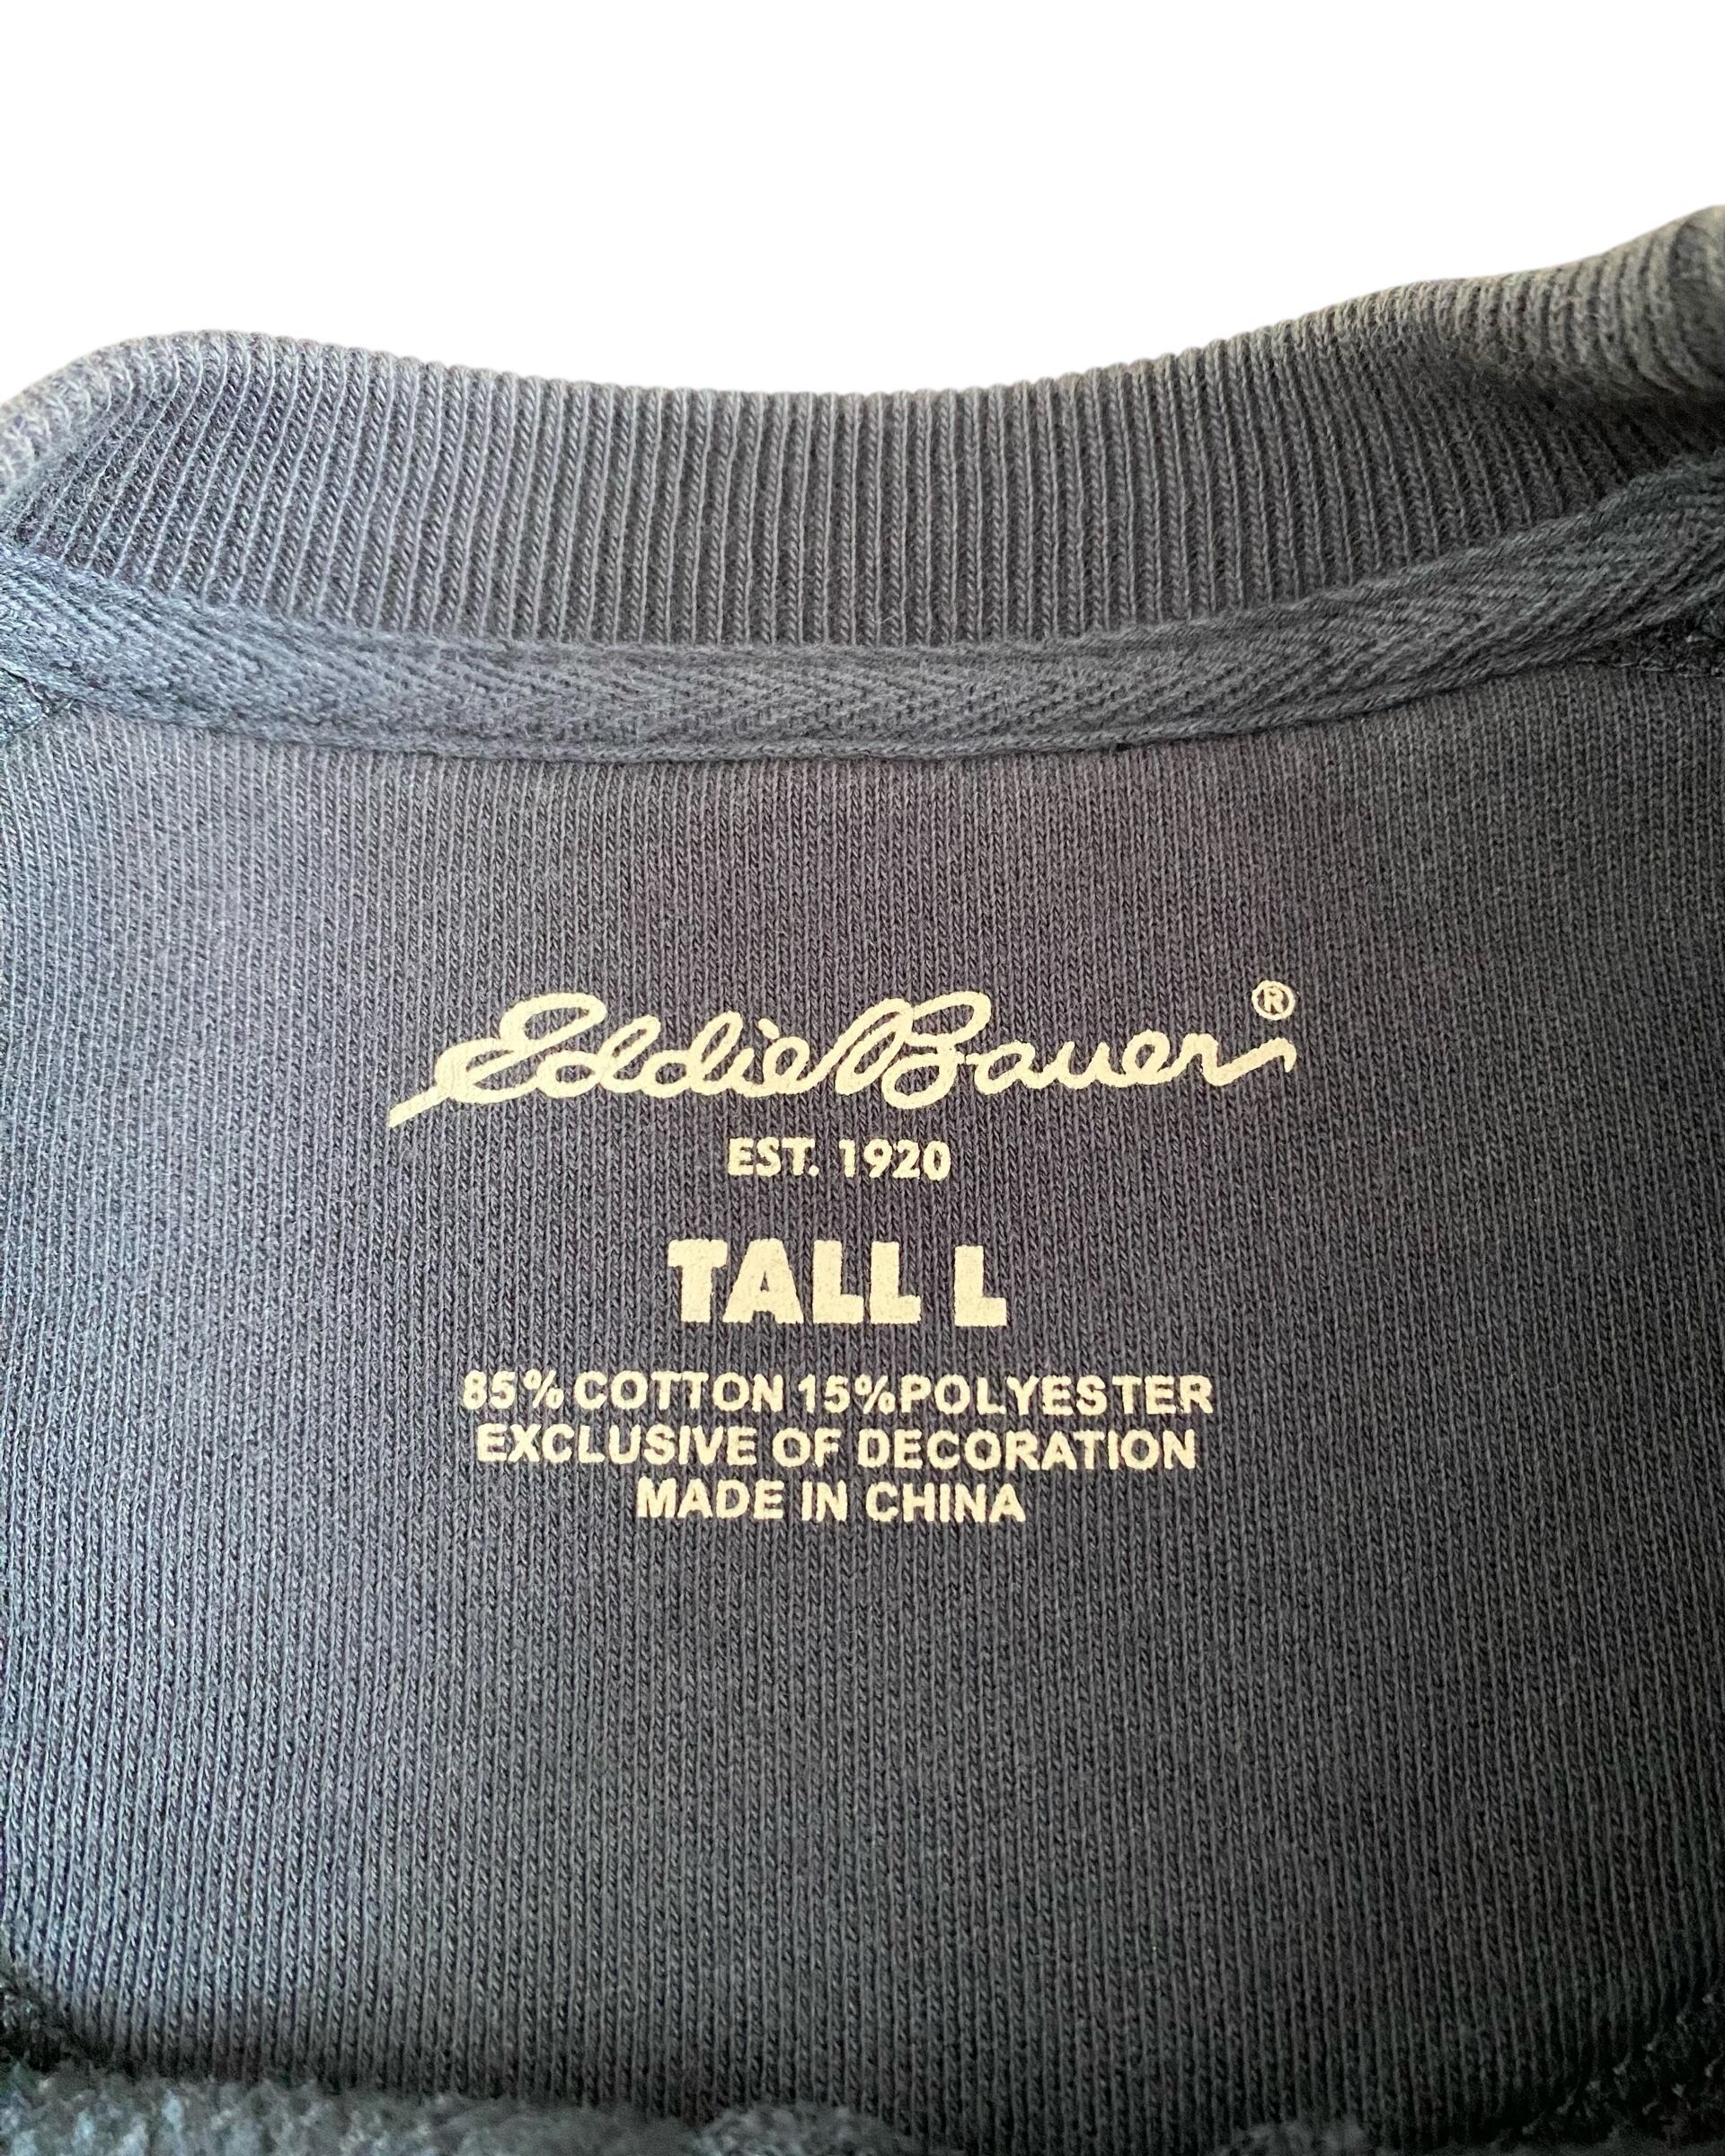 Eddie Bauer®
EST. 1920
TALL L
85% COTTON 15% POLYESTER
EXCLUSIVE OF DECORATION
MADE IN CHINA